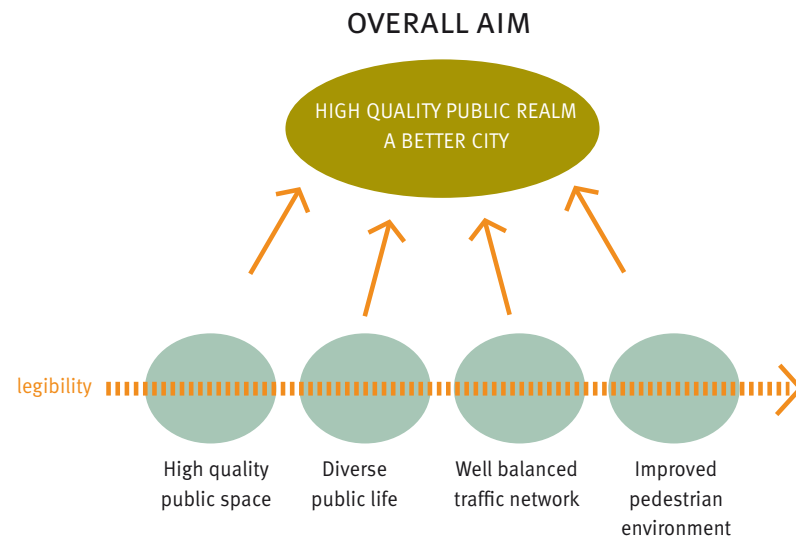 OVERALL AIM
HIGH QUALITY PUBLIC REALM
A BETTER CITY
legibility
High quality
public space
Diverse
public life
Well balanced
traffic network
Improved
pedestrian
environment